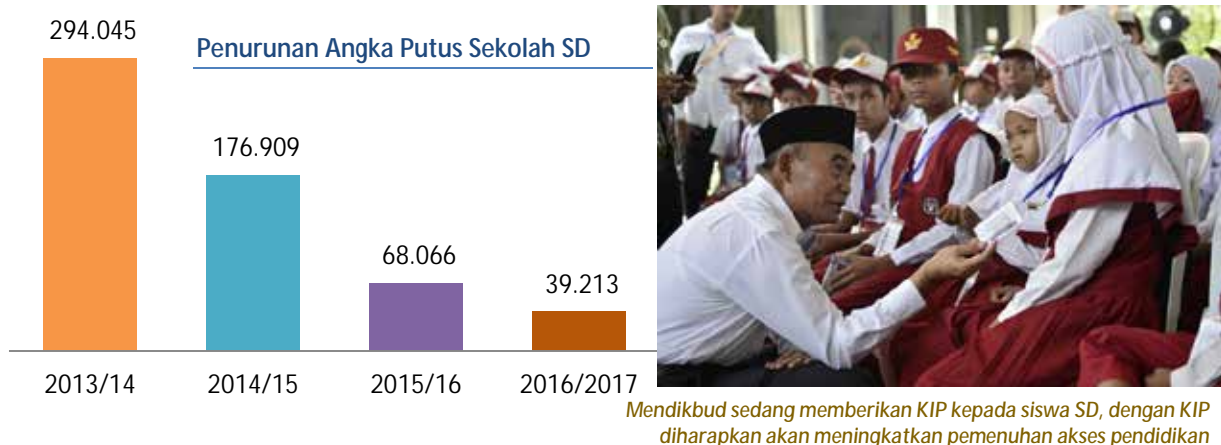 Penurunan Angka Putus Sekolah SD
294.045
176.909
68.066
39.213
2013/14
2014/15
2015/16
2016/2017
Mendikbud sedang memberikan KIP kepada siswa SD, dengan KIP
diharapkan akan meningkatkan pemenuhan akses pendidikan